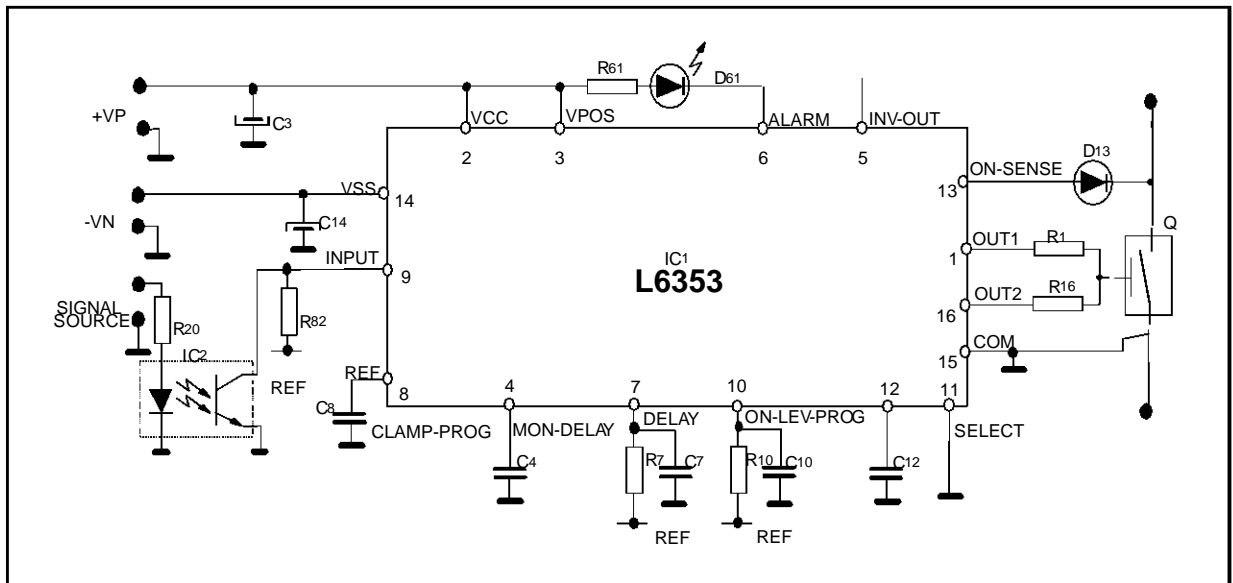 R61
D61
+VP
C3
VCC
VPOS
ALARM
INV-OUT
2
3
6
5
D13
ON-SENSE
13
VSS
14
-VN
C14
Q
OUT1
R1
1
INPUT
9
IC1
L6353
OUT2
R16
16
SIGNAL
SOURCE
R20
R82
COM
15
IC2
REF
REF
8
4
7
10
12
11
C8
CLAMP-PROG
MON-DELAY
DELAY
ON-LEV-PROG
SELECT
C4
R7
C7
R10
C10
C12
REF
REF